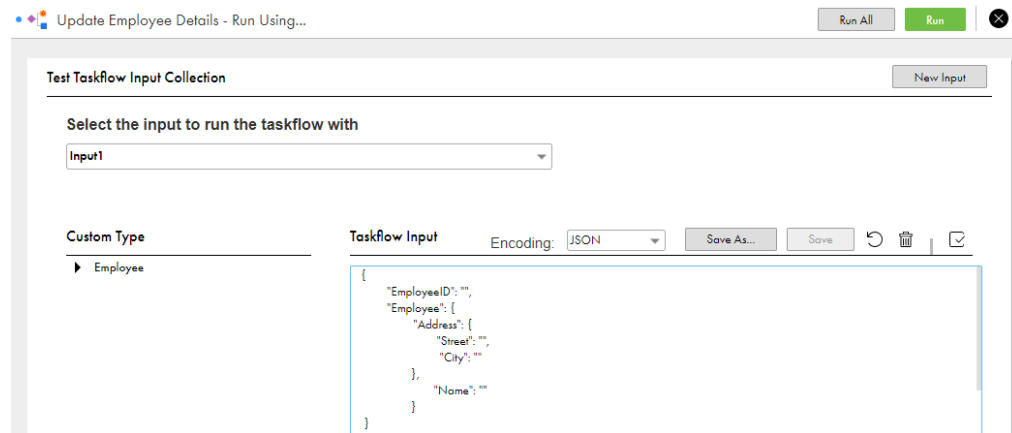 Update Employee Details - Run Using...
Run All
Run
Test Taskflow Input Collection
New Input
Select the input to run the taskflow with
Input1
Custom Type
Employee
Taskflow Input
Encoding:
JSON
Save As...
Save
{
"EmployeeID": "",
"Employee": {
"Address": {
"Street": "",
"City": ""
},
"Name": ""
}
}